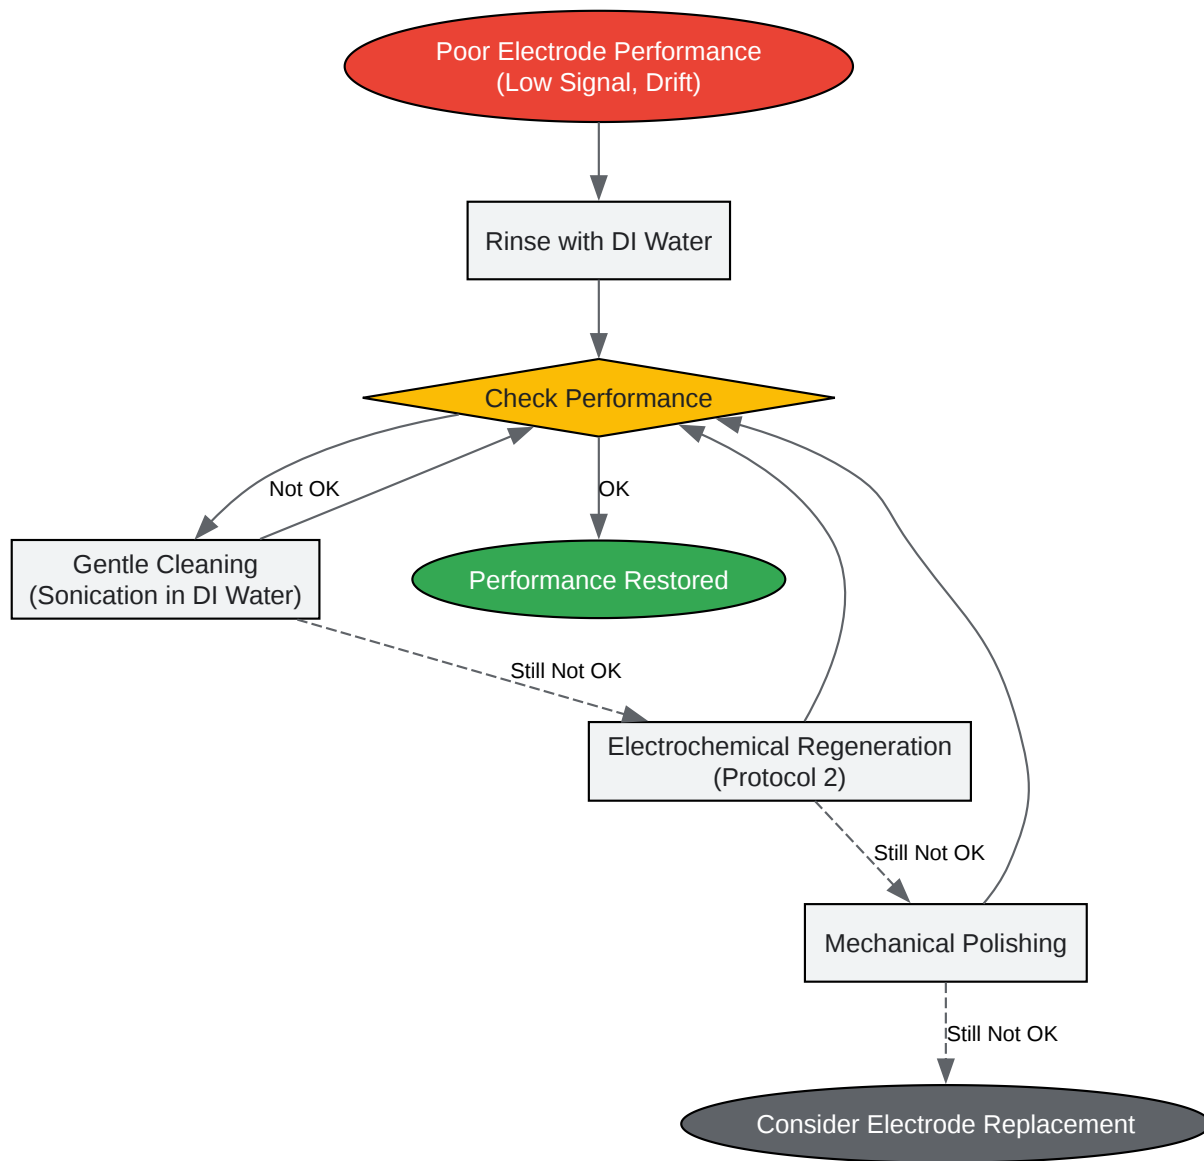 Poor Electrode Performance
(Low Signal, Drift)
Rinse with DI Water
Check Performance
Not OK
OK
Gentle Cleaning
(Sonication in DI Water)
Performance Restored
Still Not OK
Electrochemical Regeneration
(Protocol 2)
Still Not OK
Mechanical Polishing
Still Not OK
Consider Electrode Replacement